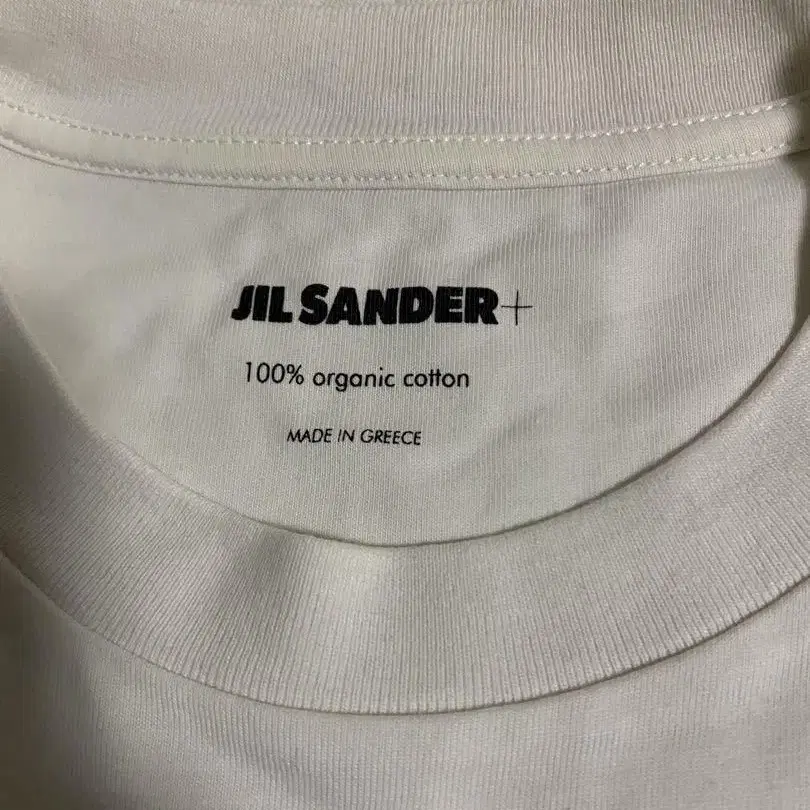 JIL SANDER+
100% organic cotton
MADE IN GREECE